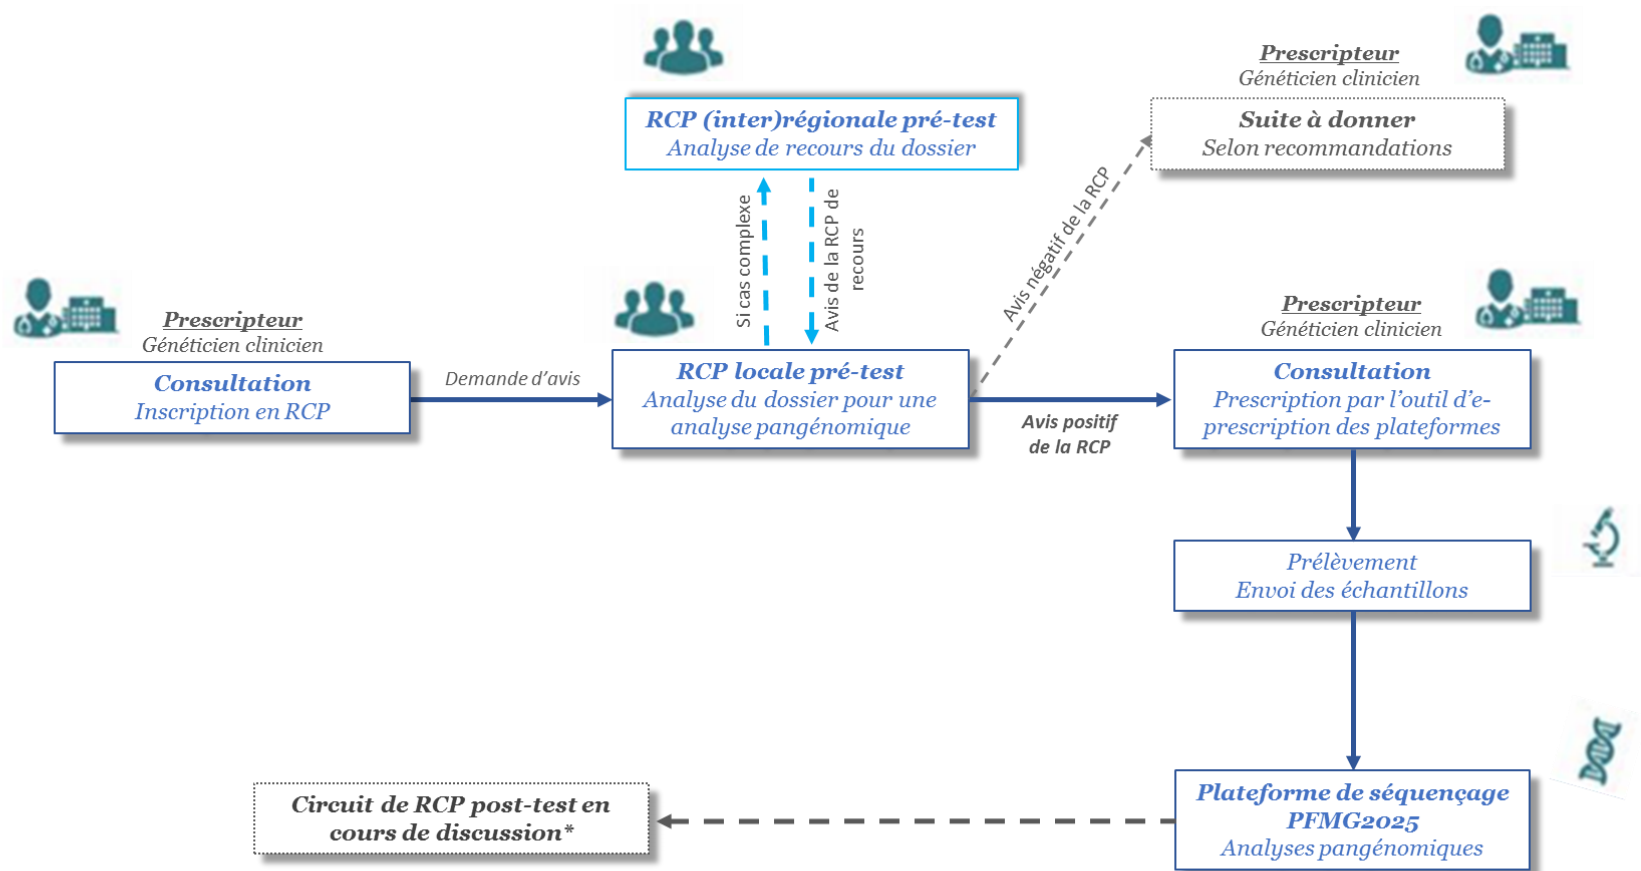 RCP (inter)régionale pré-test
Analyse de recours du dossier
Prescripteur
Généticien clinicien
Suite à donner
Selon recommandations
Si cas complexe
Avis de la RCP de
recours
Avis négatif de la RCP
Prescripteur
Généticien clinicien
Consultation
Inscription en RCP
Demande d’avis
RCP locale pré-test
Analyse du dossier pour une
analyse pangénomique
Avis positif
de la RCP
Prescripteur
Généticien clinicien
Consultation
Prescription par l’outil d’e-
prescription des plateformes
Prélèvement
Envoi des échantillons
Plateforme de séquençage
PFMG2025
Analyses pangénomiques
Circuit de RCP post-test en
cours de discussion*